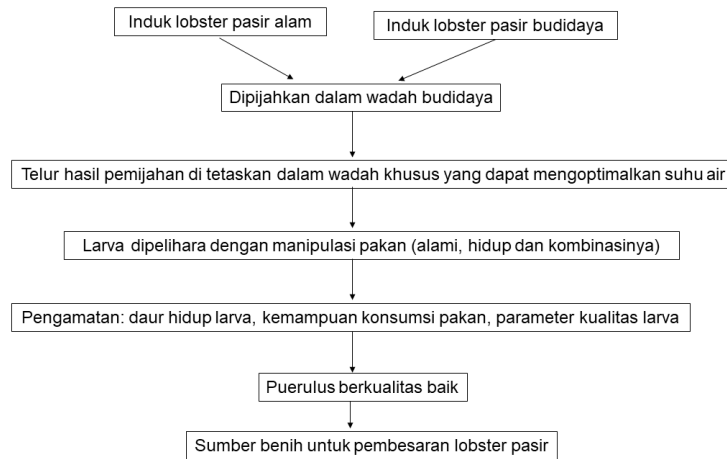 Induk lobster pasir alam
Induk lobster pasir budidaya
Dipijahkan dalam wadah budidaya
Telur hasil pemijahan di tetaskan dalam wadah khusus yang dapat mengoptimalkan suhu air
Larva dipelihara dengan manipulasi pakan (alami, hidup dan kombinasinya)
Pengamatan: daur hidup larva, kemampuan konsumsi pakan, parameter kualitas larva
Puerulus berkualitas baik
Sumber benih untuk pembesaran lobster pasir